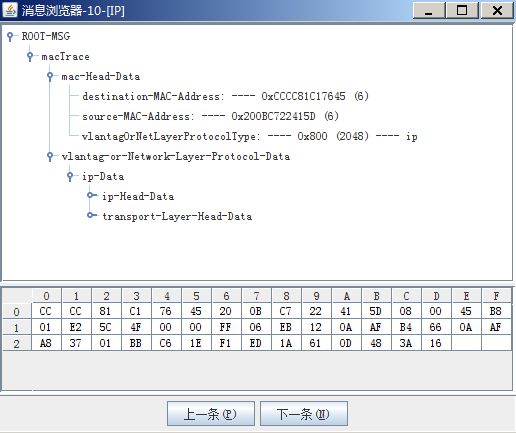 消息浏览器-10-[IP]
ROOT-MSG
macTrace
mac-Head-Data
destination-MAC-Address: ---- 0xCCCC81C17645 (6)
source-MAC-Address: ---- 0x200BC722415D (6)
vlantagOrNetLayerProtocolType: ---- 0x800 (2048) ---- ip
vlantag-or-Network-Layer-Protocol-Data
ip-Data
ip-Head-Data
transport-Layer-Head-Data
0 1 2 3 4 5 6 7 8 9 A B C D E F
0 CC CC 81 C1 76 45 20 0B C7 22 41 5D 08 00 45 B8
1 01 E2 5C 4F 00 00 FF 06 EB 12 0A AF B4 66 0A AF
2 A8 37 01 BB C6 1E F1 ED 1A 61 0D 48 3A 16
上一条(P) 下一条(N)